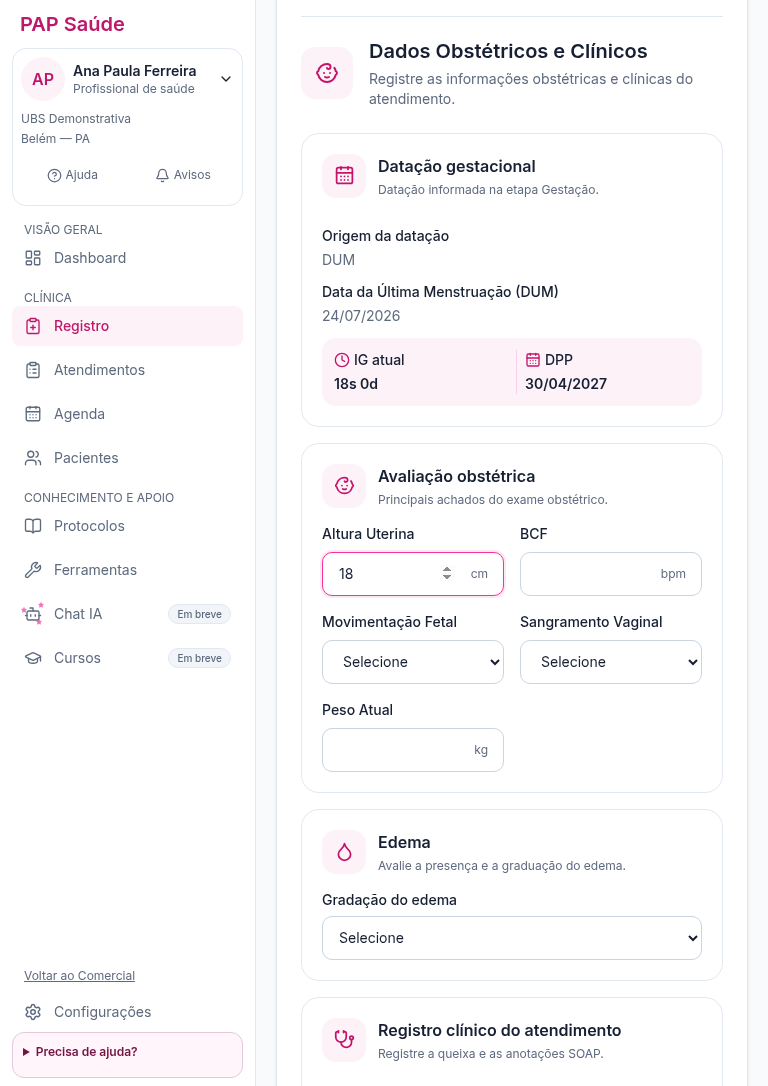 PAP Saúde
AP
Ana Paula Ferreira
Profissional de saúde
UBS Demonstrativa
Belém — PA
Ajuda
Avisos
VISÃO GERAL
Dashboard
CLÍNICA
Registro
Atendimentos
Agenda
Pacientes
CONHECIMENTO E APOIO
Protocolos
Ferramentas
Chat IA
Em breve
Cursos
Em breve
Voltar ao Comercial
Configurações
Precisa de ajuda?
Dados Obstétricos e Clínicos
Registre as informações obstétricas e clínicas do
atendimento.
Datação gestacional
Datação informada na etapa Gestação.
Origem da datação
DUM
Data da Última Menstruação (DUM)
24/07/2026
IG atual
18s 0d
DPP
30/04/2027
Avaliação obstétrica
Principais achados do exame obstétrico.
Altura Uterina
18 cm
BCF
bpm
Movimentação Fetal
Selecione
Sangramento Vaginal
Selecione
Peso Atual
kg
Edema
Avalie a presença e a graduação do edema.
Gradação do edema
Selecione
Registro clínico do atendimento
Registre a queixa e as anotações SOAP.